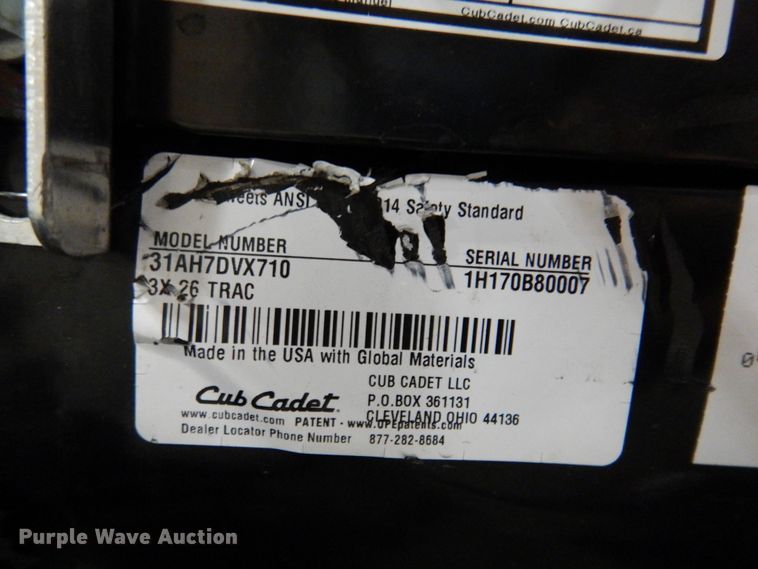 CubCadet.com CubCadet.ca
eets ANSI 14 Safety Standard
MODEL NUMBER
31AH7DVX710
SERIAL NUMBER
1H170B80007
3X 26 TRAC
Made in the USA with Global Materials
CUB CADET LLC
P.O.BOX 361131
CLEVELAND OHIO 44136
Cub Cadet
www.cubcadet.com PATENT - www.OPEpatents.com
Dealer Locator Phone Number 877-282-8684
Purple Wave Auction